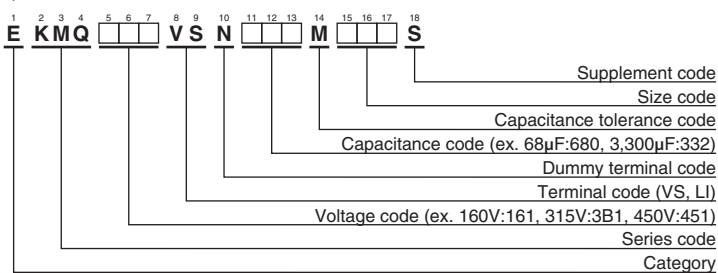 1 2 3 4 5 6 7 8 9 10 11 12 13 14 15 16 17 18
E KMQ □□□ VS N □□□ M □□□ S
Supplement code
Size code
Capacitance tolerance code
Capacitance code (ex. 68μF:680, 3,300μF:332)
Dummy terminal code
Terminal code (VS, LI)
Voltage code (ex. 160V:161, 315V:3B1, 450V:451)
Series code
Category